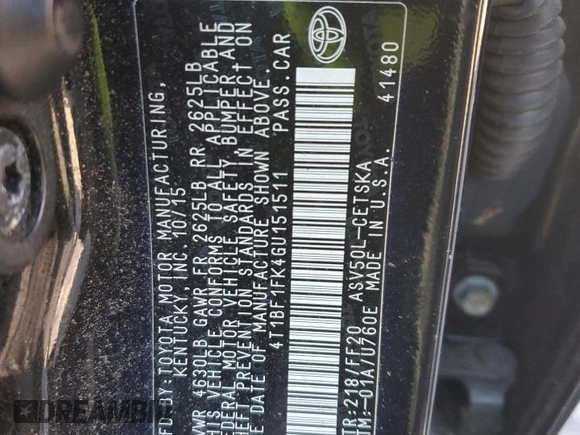 MFD BY:TOYOTA MOTOR MANUFACTURING,
KENTUCKY, INC 10/15
GVWR 4630LB GAWR FR 2625LB RR 2625LB
THIS VEHICLE CONFORMS TO ALL APPLICABLE
FEDERAL MOTOR VEHICLE SAFETY, BUMPER, AND
THEFT PREVENTION STANDARDS IN EFFECT ON
DATE OF MANUFACTURE SHOWN ABOVE.
4T1BF1FK4GU151511 PASS.CAR
TR:218/FF20 ASV50L-CETSKA
TM:-01A/U760E MADE IN U.S.A.
41480
TOYOTA
DREAMBID